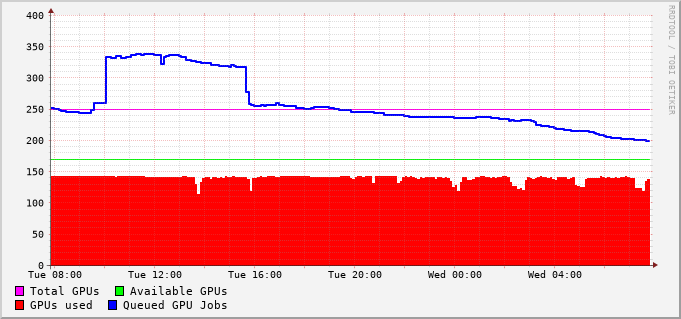 400
350
300
250
200
150
100
50
0
Tue 08:00 Tue 12:00 Tue 16:00 Tue 20:00 Wed 00:00 Wed 04:00
Total GPUs Available GPUs
GPUs used Queued GPU Jobs
RRDTOOL / TOBI OETIKER